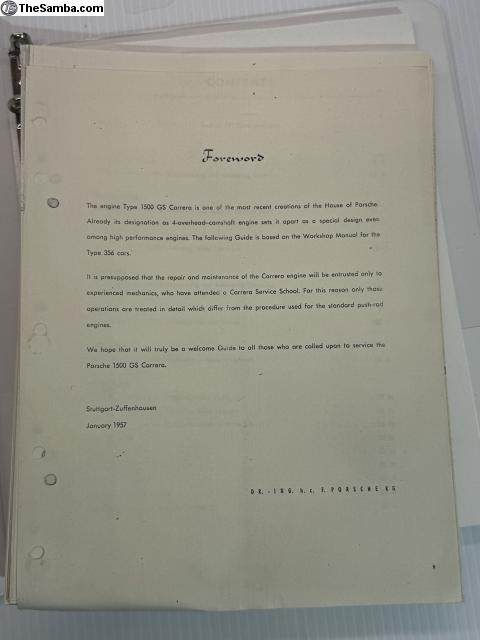 TheSamba.com
Foreword
The engine Type 1500 GS Carrera is one of the most recent creations of the House of Porsche.
Already its designation as 4-overhead-camshaft engine sets it apart as a special design even
among high performance engines. The following Guide is based on the Workshop Manual for the
Type 356 cars.
It is presupposed that the repair and maintenance of the Carrera engine will be entrusted only to
experienced mechanics, who have attended a Carrera Service School. For this reason only those
operations are treated in detail which differ from the procedure used for the standard push-rod
engines.
We hope that it will truly be a welcome Guide to all those who are called upon to service the
Porsche 1500 GS Carrera.
Stuttgart-Zuffenhausen
January 1957
DR.-ING. h. c. F. PORSCHE KG